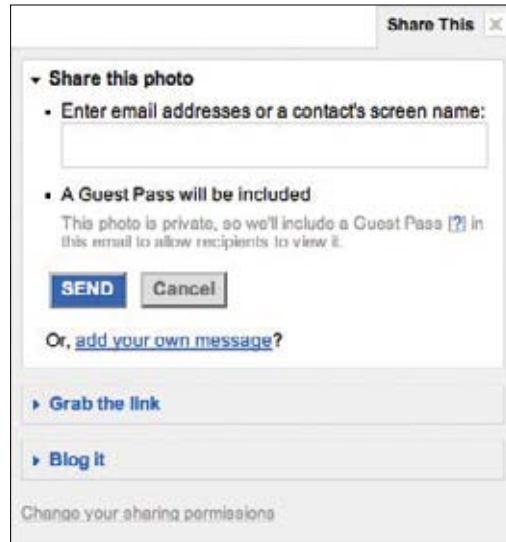 Share This X
Share this photo
Enter email addresses or a contact's screen name:
A Guest Pass will be included
This photo is private, so we'll include a Guest Pass [?] in
this email to allow recipients to view it.
SEND Cancel
Or, add your own message?
Grab the link
Blog it
Change your sharing permissions